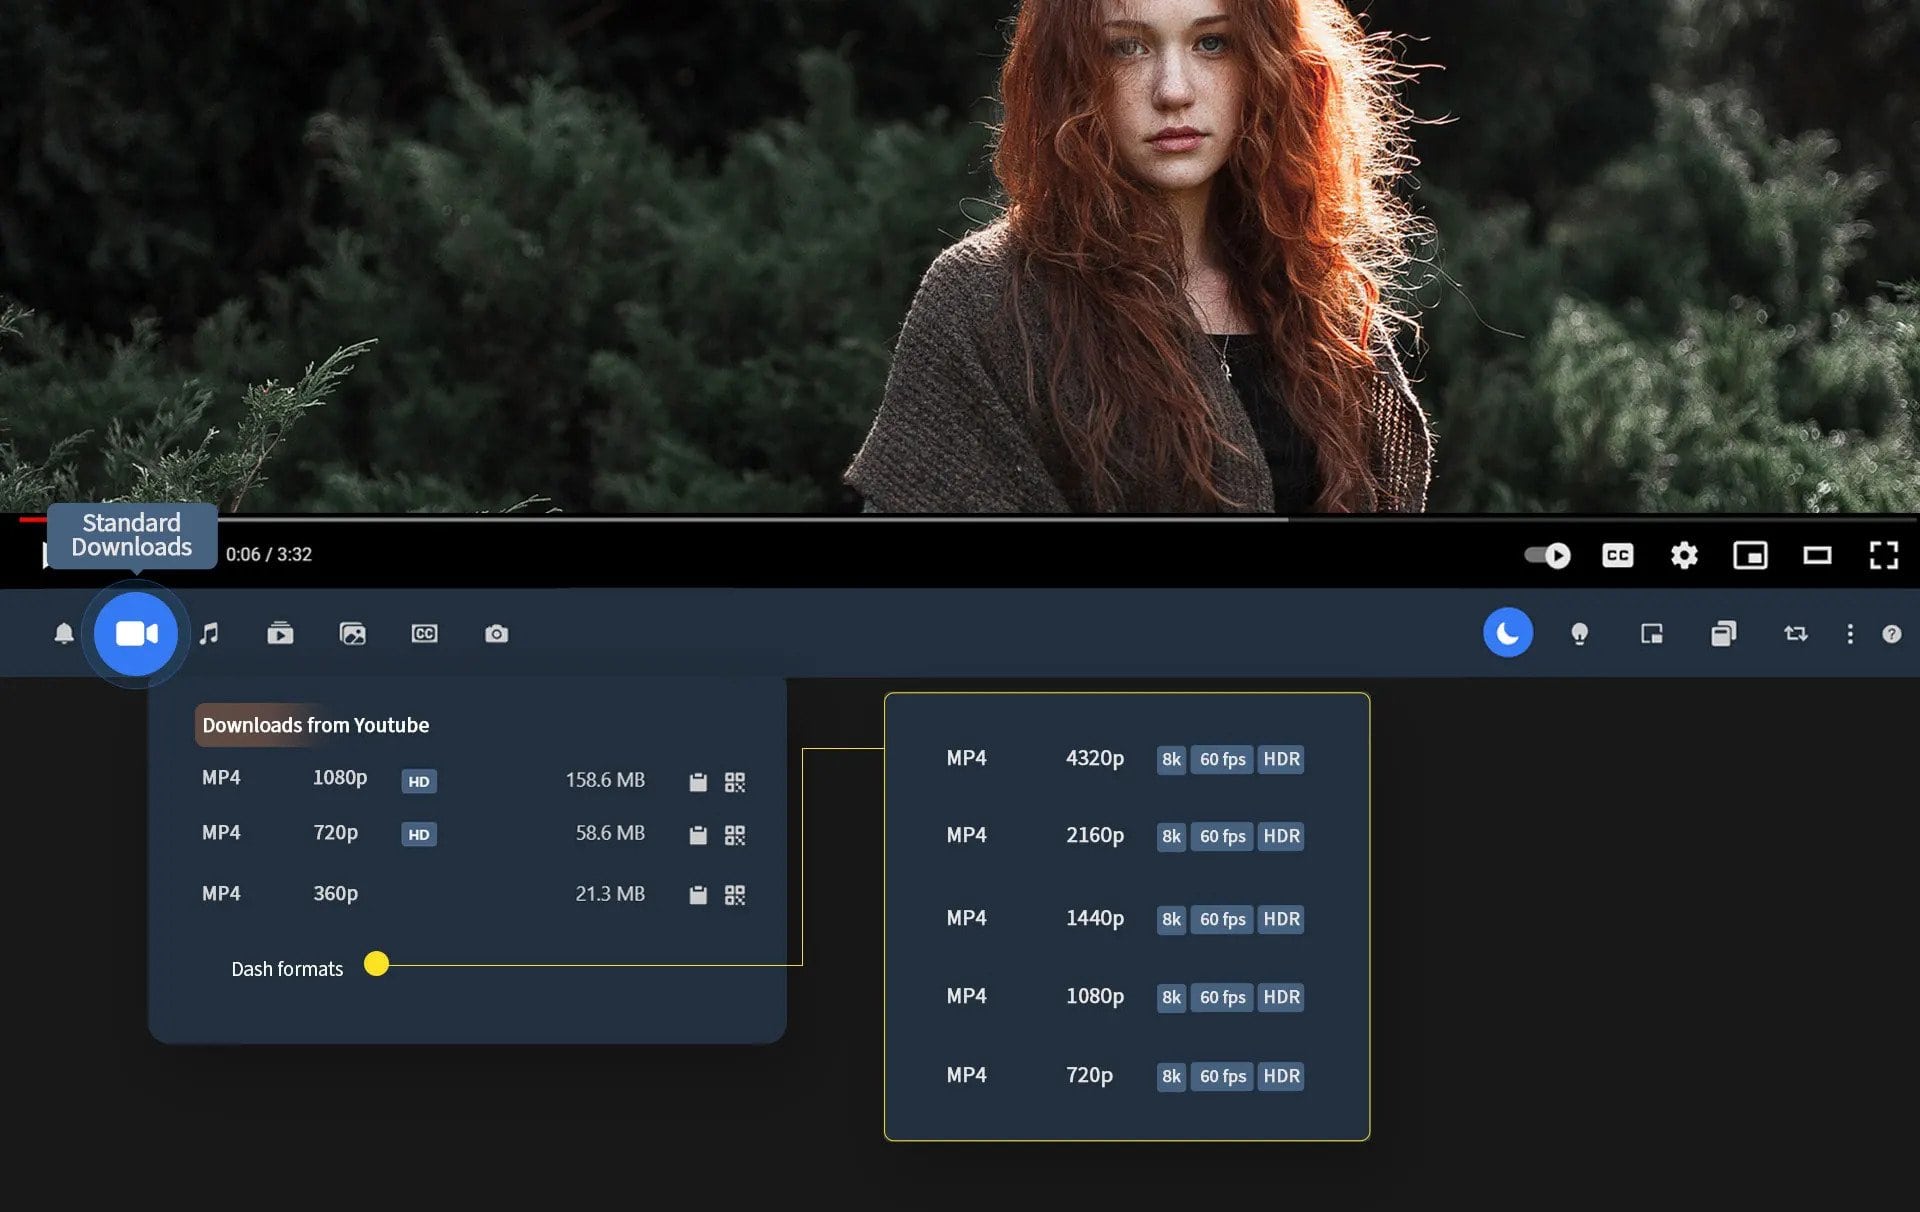 Standard
Downloads
0:06 / 3:32
CC
CC
?
Downloads from Youtube
MP4 1080p HD 158.6 MB
MP4 720p HD 58.6 MB
MP4 360p 21.3 MB
Dash formats
MP4 4320p 8k 60 fps HDR
MP4 2160p 8k 60 fps HDR
MP4 1440p 8k 60 fps HDR
MP4 1080p 8k 60 fps HDR
MP4 720p 8k 60 fps HDR